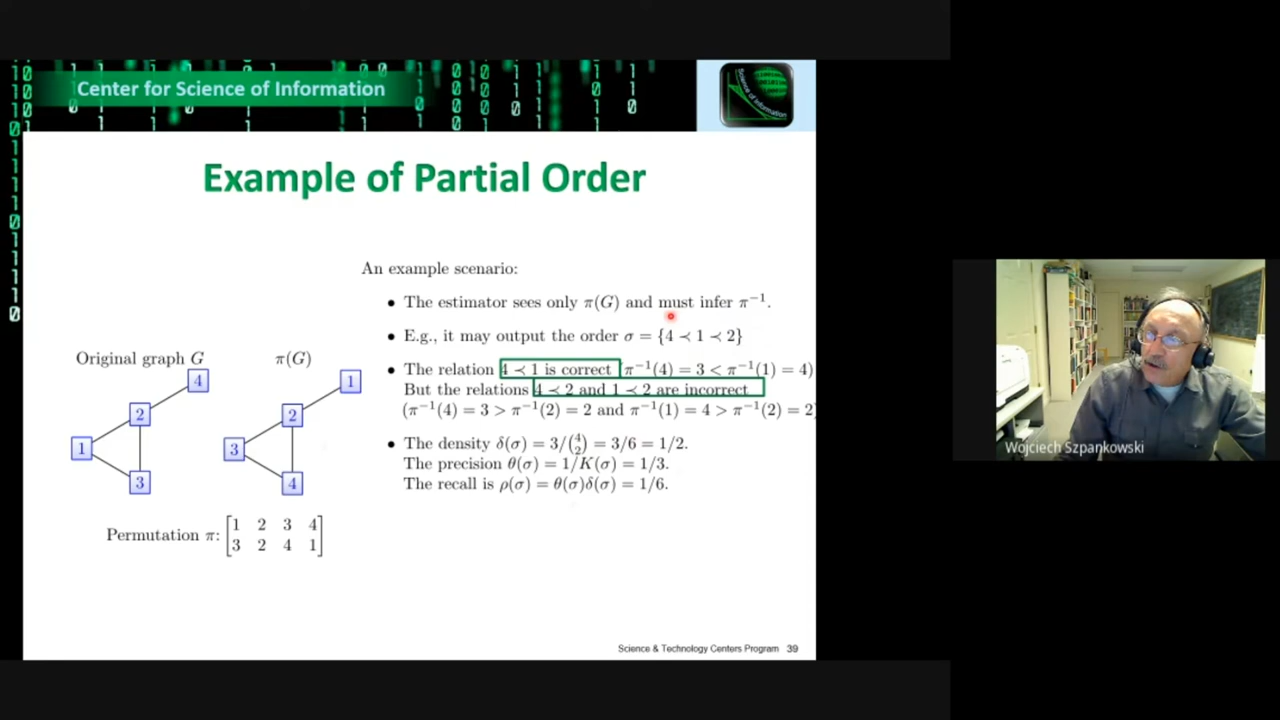 Center for Science of Information
Science of Information
Example of Partial Order
An example scenario:
• The estimator sees only π(G) and must infer π⁻¹.
• E.g., it may output the order σ = {4 ≺ 1 ≺ 2}
• The relation 4 ≺ 1 is correct (π⁻¹(4) = 3 < π⁻¹(1) = 4)
But the relations 4 ≺ 2 and 1 ≺ 2 are incorrect
(π⁻¹(4) = 3 > π⁻¹(2) = 2 and π⁻¹(1) = 4 > π⁻¹(2) = 2)
• The density δ(σ) = 3/(4 2) = 3/6 = 1/2.
The precision θ(σ) = 1/K(σ) = 1/3.
The recall is ρ(σ) = θ(σ)δ(σ) = 1/6.
Original graph G
4
2
1
3
π(G)
1
2
3
4
Permutation π: [1 2 3 4
3 2 4 1]
Science & Technology Centers Program 39
Wojciech Szpankowski